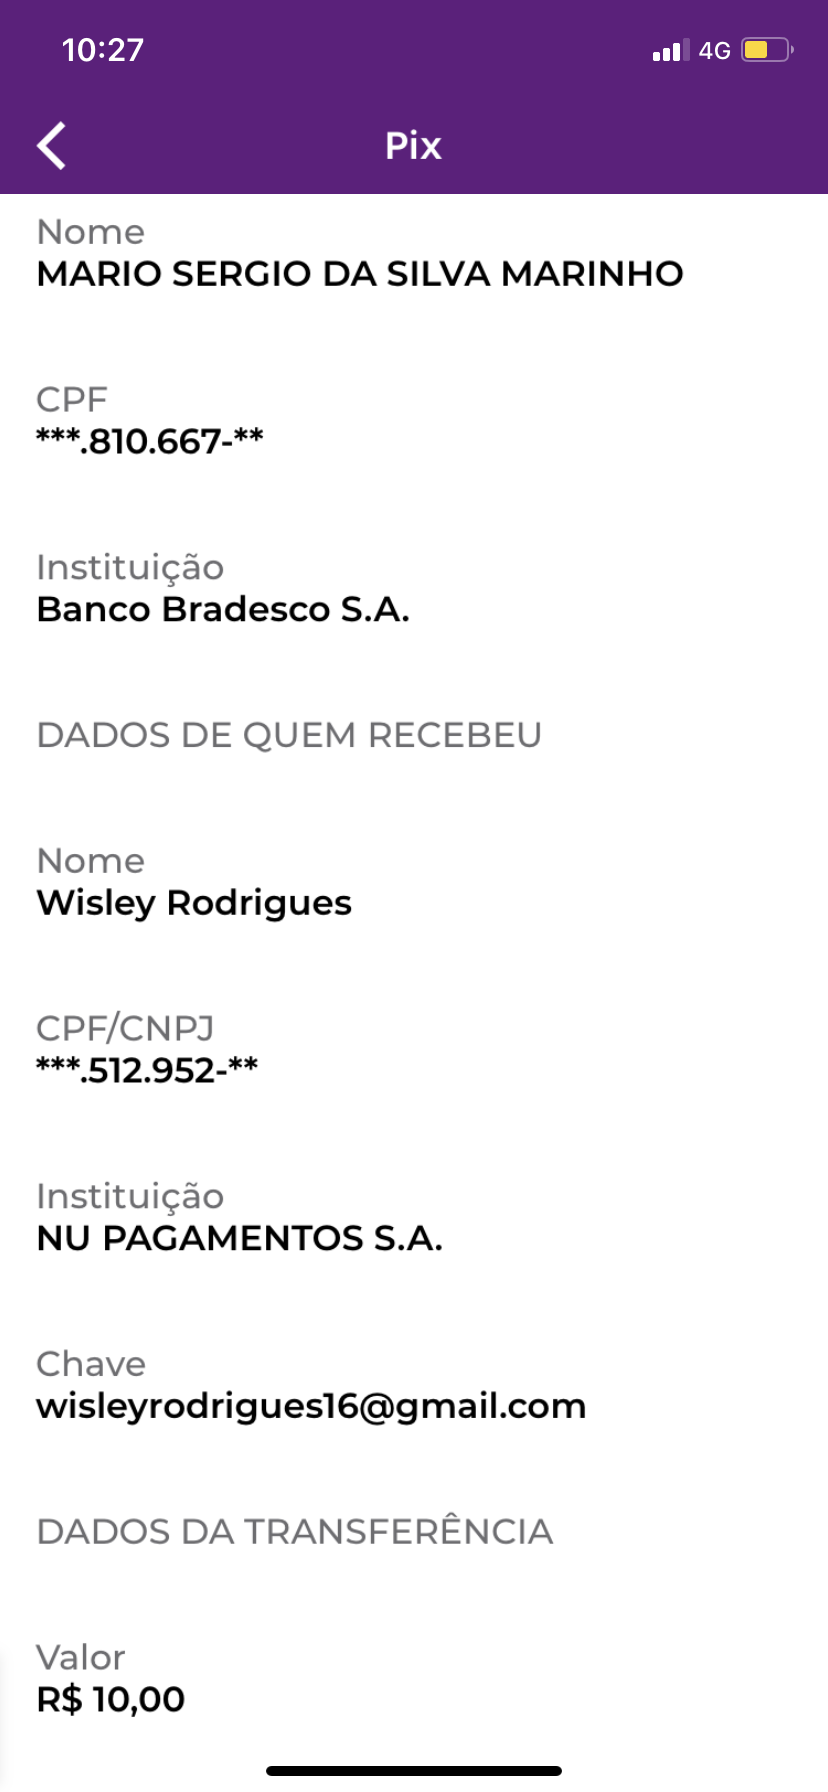 10:27
4G
Pix
Nome
MARIO SERGIO DA SILVA MARINHO
CPF
***.810.667-**
Instituição
Banco Bradesco S.A.
DADOS DE QUEM RECEBEU
Nome
Wisley Rodrigues
CPF/CNPJ
***.512.952-**
Instituição
NU PAGAMENTOS S.A.
Chave
wisleyrodrigues16@gmail.com
DADOS DA TRANSFERÊNCIA
Valor
R$ 10,00